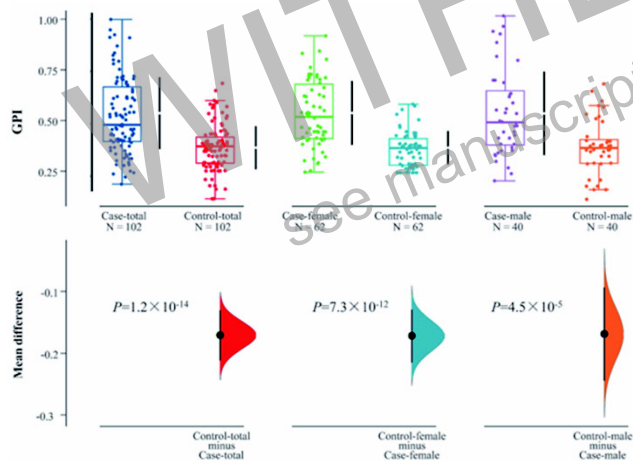 WITH
see manuscript
1.00
0.75
0.50
0.25
GPI
Case-total
N = 102
Control-total
N = 102
Case-female
N = 62
Control-female
N = 62
Case-male
N = 40
Control-male
N = 40
-0.1
-0.2
-0.3
Mean difference
P=1.2×10-14
P=7.3×10-12
P=4.5×10-5
Control-total
minus
Case-total
Control-female
minus
Case-female
Control-male
minus
Case-male